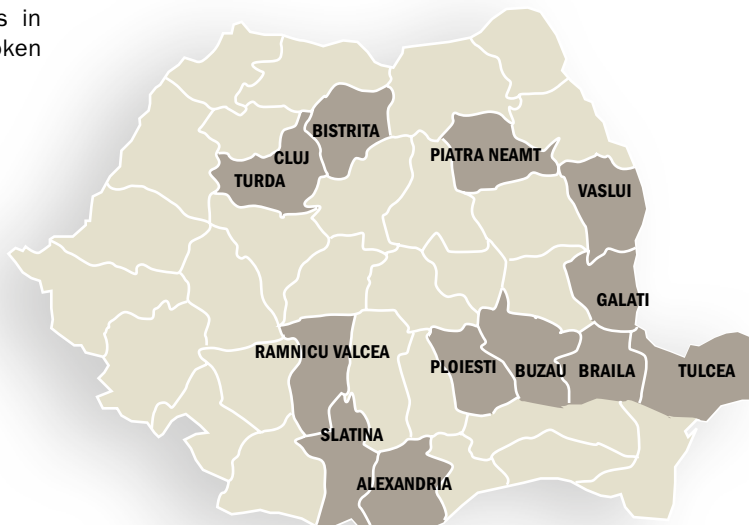 s in
oken
BISTRITA
CLUJ
PIATRA NEAMT
TURDA
VASLUI
GALATI
RAMNICU VALCEA
PLOIESTI
BUZAU
BRAILA
TULCEA
SLATINA
ALEXANDRIA